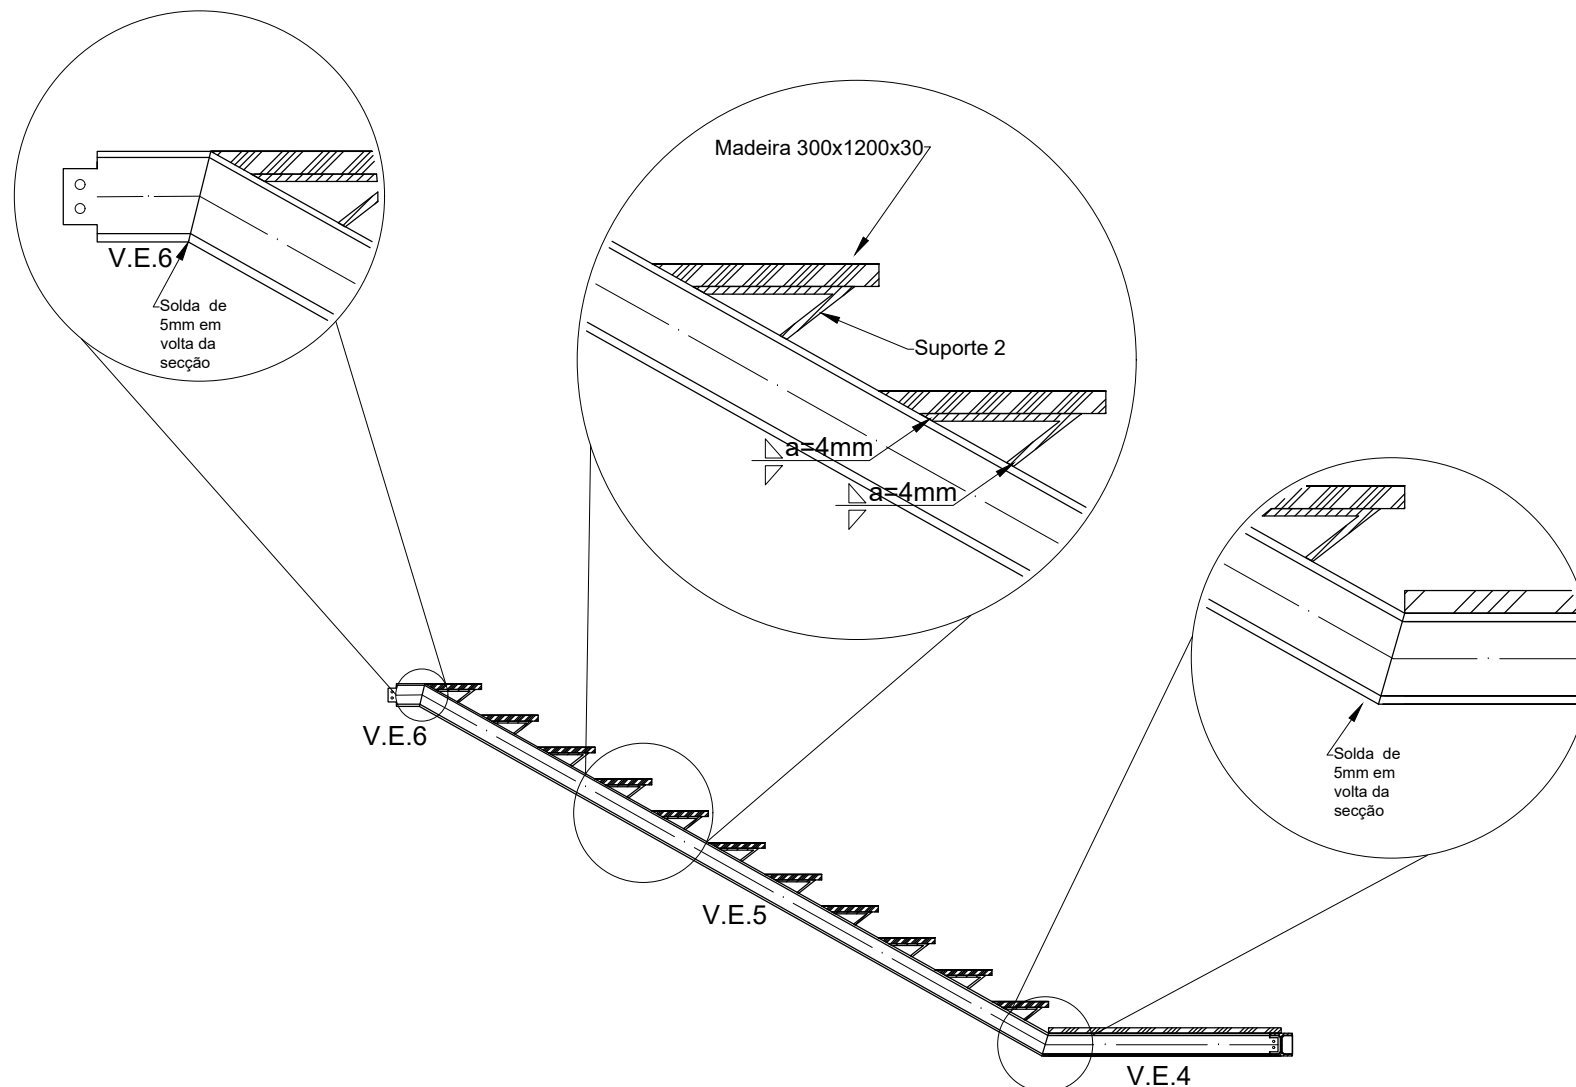 Madeira 300x1200x30
V.E.6
Solda de
5mm em
volta da
secção
Suporte 2
a=4mm
a=4mm
V.E.6
Solda de
5mm em
volta da
secção
V.E.5
V.E.4